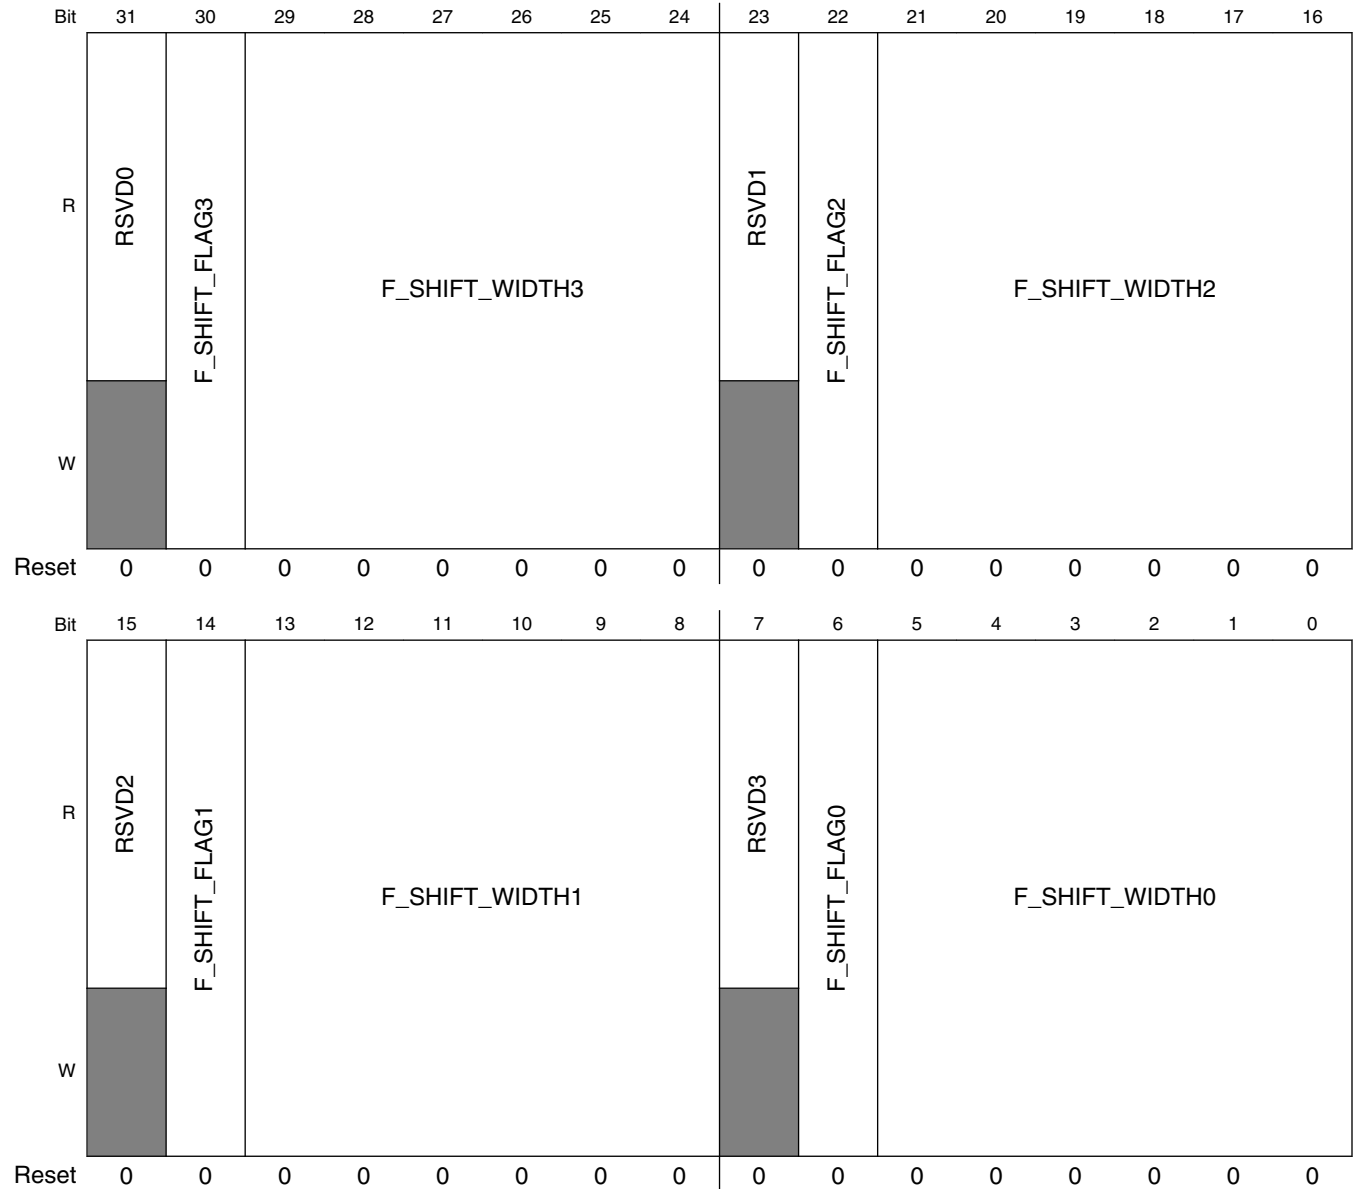 Bit 31 30 29 28 27 26 25 24 23 22 21 20 19 18 17 16
R RSVD0 F_SHIFT_FLAG3 F_SHIFT_WIDTH3 RSVD1 F_SHIFT_FLAG2 F_SHIFT_WIDTH2
W
Reset 0 0 0 0 0 0 0 0 0 0 0 0 0 0 0 0
Bit 15 14 13 12 11 10 9 8 7 6 5 4 3 2 1 0
R RSVD2 F_SHIFT_FLAG1 F_SHIFT_WIDTH1 RSVD3 F_SHIFT_FLAG0 F_SHIFT_WIDTH0
W
Reset 0 0 0 0 0 0 0 0 0 0 0 0 0 0 0 0